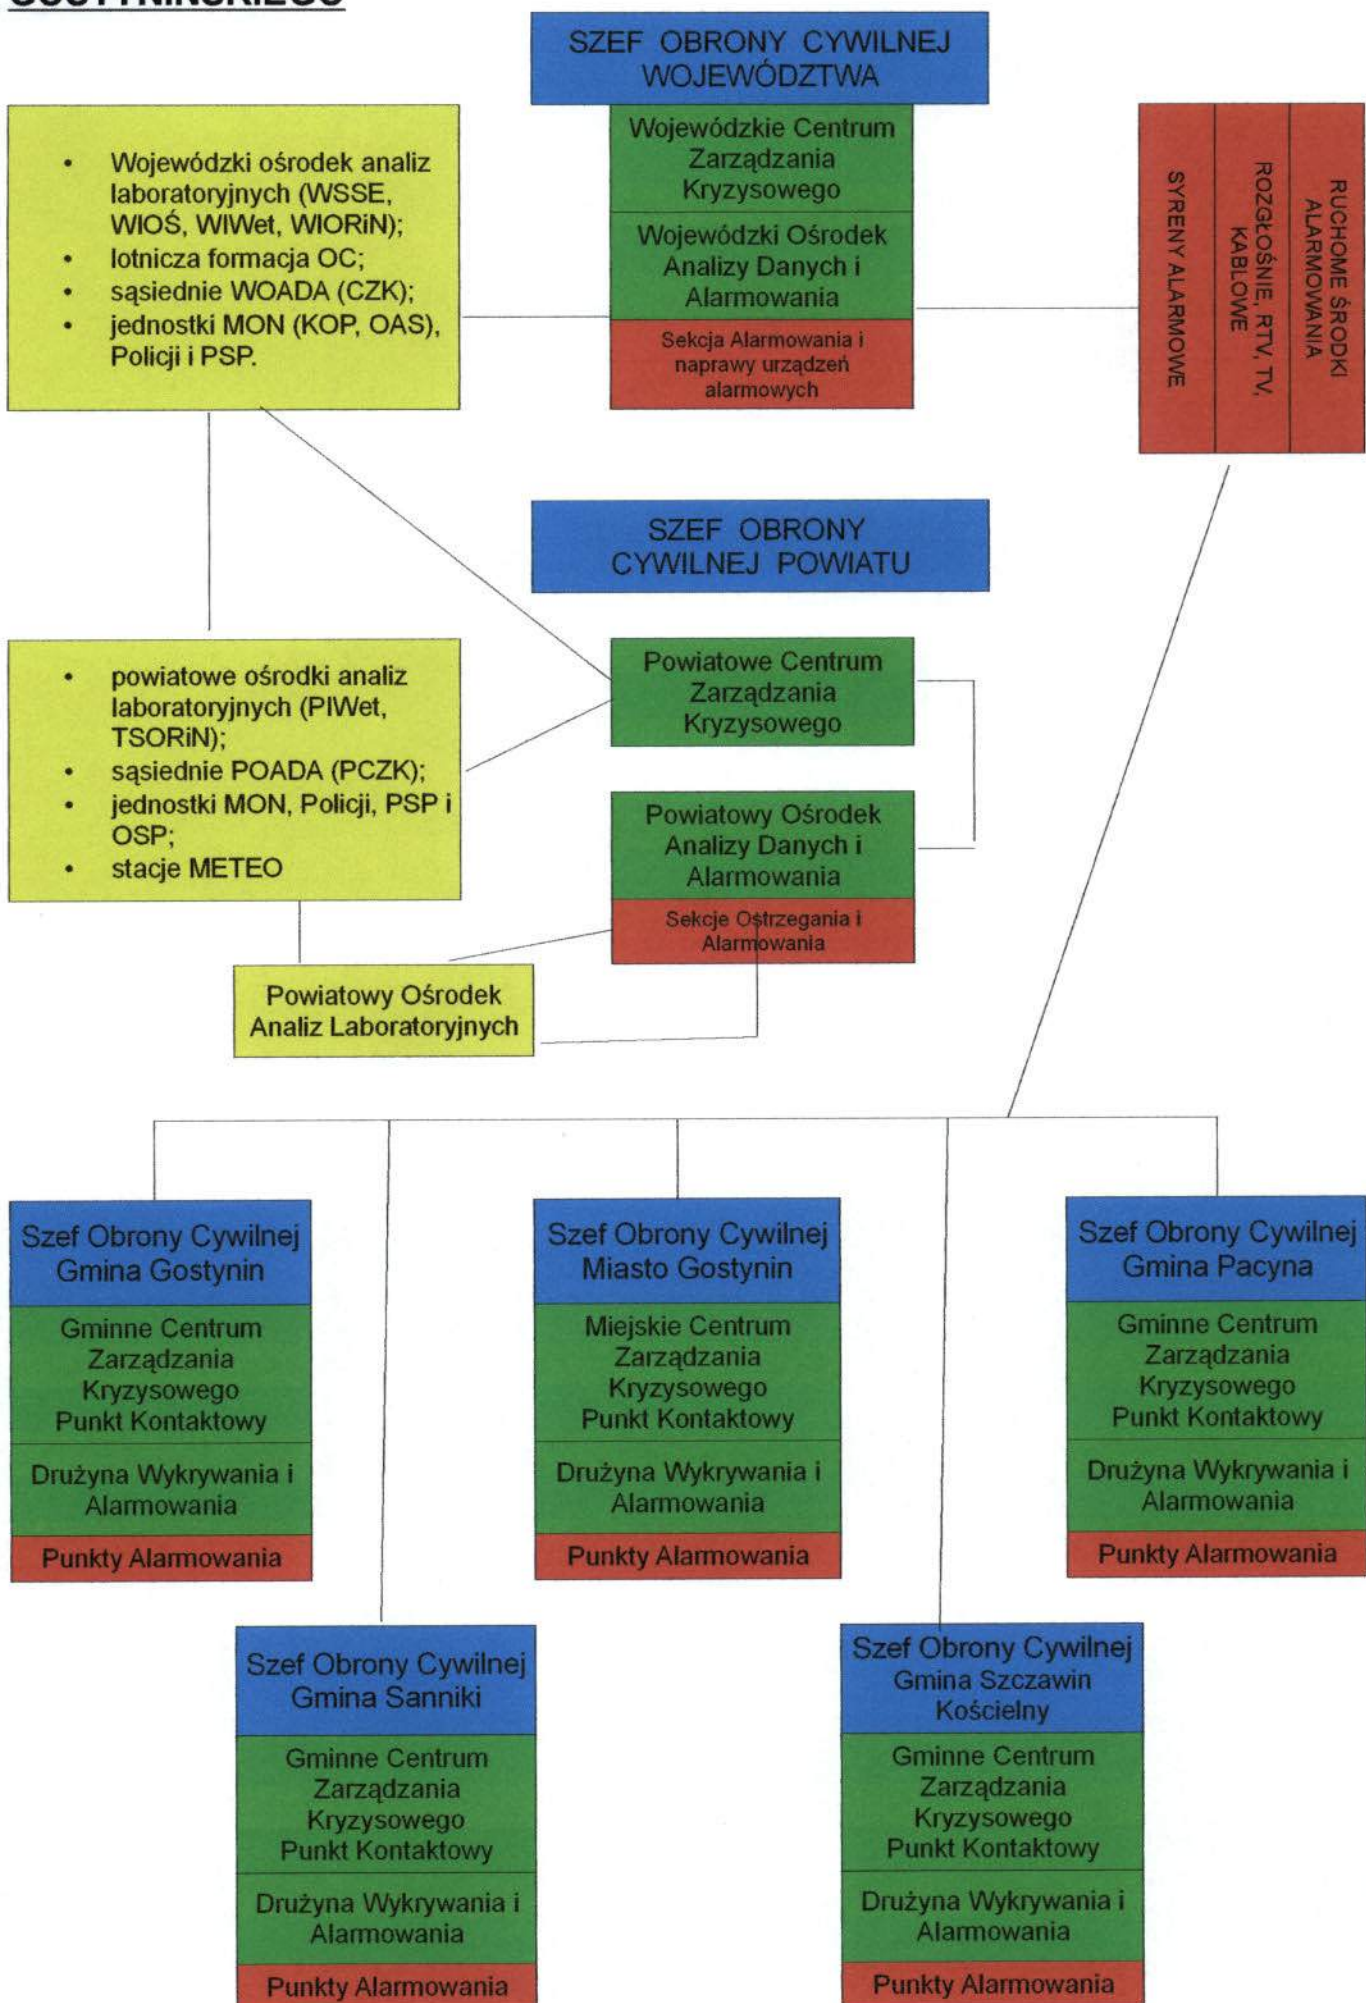 GOSTYNIŃSKIEGO
SZEF OBRONY CYWILNEJ
WOJEWÓDZTWA
Wojewódzkie Centrum
Zarządzania
Kryzysowego
Wojewódzki Ośrodek
Analizy Danych i
Alarmowania
Sekcja Alarmowania i
naprawy urządzeń
alarmowych
• Wojewódzki ośrodek analiz
laboratoryjnych (WSSE,
WIOŚ, WIWet, WIORiN);
• lotnicza formacja OC;
• sąsiednie WOADA (CZK);
• jednostki MON (KOP, OAS),
Policji i PSP.
SYRENY ALARMOWE
ROZGŁOŚNIE, RTV, TV,
KABLOWE
RUCHOME ŚRODKI
ALARMOWANIA
SZEF OBRONY
CYWILNEJ POWIATU
• powiatowe ośrodki analiz
laboratoryjnych (PIWet,
TSORiN);
• sąsiednie POADA (PCZK);
• jednostki MON, Policji, PSP i
OSP;
• stacje METEO
Powiatowe Centrum
Zarządzania
Kryzysowego
Powiatowy Ośrodek
Analizy Danych i
Alarmowania
Sekcje Ostrzegania i
Alarmowania
Powiatowy Ośrodek
Analiz Laboratoryjnych
Szef Obrony Cywilnej
Gmina Gostynin
Gminne Centrum
Zarządzania
Kryzysowego
Punkt Kontaktowy
Drużyna Wykrywania i
Alarmowania
Punkty Alarmowania
Szef Obrony Cywilnej
Miasto Gostynin
Miejskie Centrum
Zarządzania
Kryzysowego
Punkt Kontaktowy
Drużyna Wykrywania i
Alarmowania
Punkty Alarmowania
Szef Obrony Cywilnej
Gmina Pacyna
Gminne Centrum
Zarządzania
Kryzysowego
Punkt Kontaktowy
Drużyna Wykrywania i
Alarmowania
Punkty Alarmowania
Szef Obrony Cywilnej
Gmina Sanniki
Gminne Centrum
Zarządzania
Kryzysowego
Punkt Kontaktowy
Drużyna Wykrywania i
Alarmowania
Punkty Alarmowania
Szef Obrony Cywilnej
Gmina Szczawin
Kościelny
Gminne Centrum
Zarządzania
Kryzysowego
Punkt Kontaktowy
Drużyna Wykrywania i
Alarmowania
Punkty Alarmowania